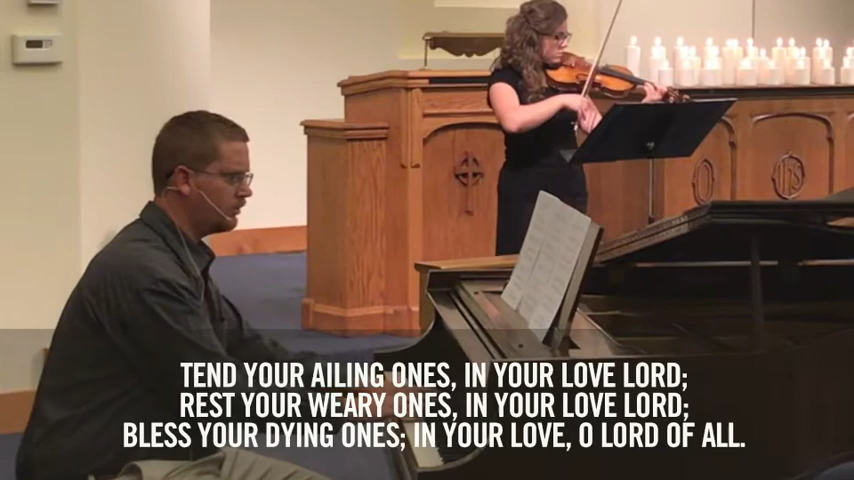 TEND YOUR AILING ONES, IN YOUR LOVE LORD;
REST YOUR WEARY ONES, IN YOUR LOVE LORD;
BLESS YOUR DYING ONES; IN YOUR LOVE, O LORD OF ALL.
IHS